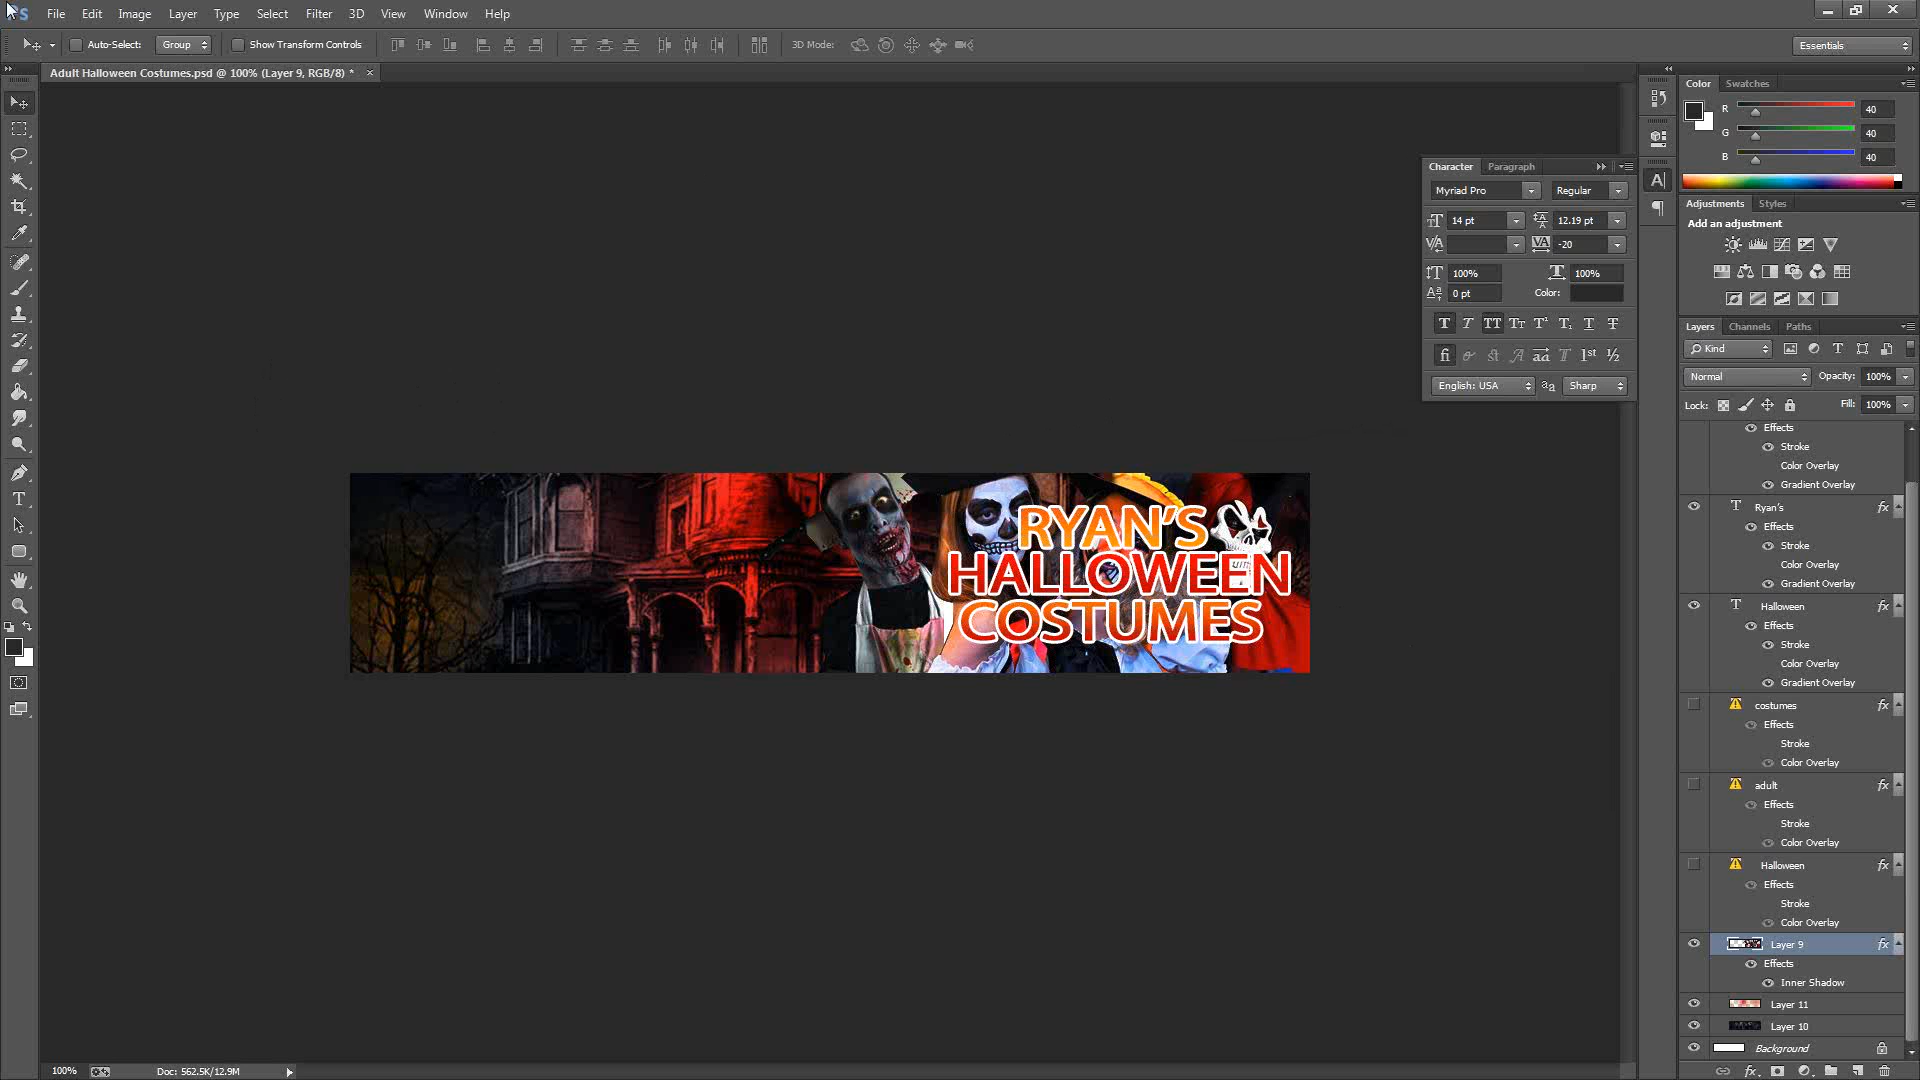 File Edit Image Layer Type Select Filter 3D View Window Help
Auto-Select: Group Show Transform Controls 3D Mode: Essentials
Adult Halloween Costumes.psd @ 100% (Layer 9, RGB/8) * ×
Color Swatches
R 40
G 40
B 40
Character Paragraph
Myriad Pro Regular
14 pt 12.19 pt
-20
100% 100%
0 pt Color:
English: USA Sharp
Adjustments Styles
Add an adjustment
Layers Channels Paths
Kind
Normal Opacity: 100%
Lock: Fill: 100%
Effects
Stroke
Color Overlay
Gradient Overlay
Ryan's fx
Effects
Stroke
Color Overlay
Gradient Overlay
Halloween fx
Effects
Stroke
Color Overlay
Gradient Overlay
costumes fx
Effects
Stroke
Color Overlay
adult fx
Effects
Stroke
Color Overlay
Halloween fx
Effects
Stroke
Color Overlay
Layer 9 fx
Effects
Inner Shadow
Layer 11
Layer 10
Background
RYAN'S
HALLOWEEN
COSTUMES
100% Doc: 562.5K/12.9M